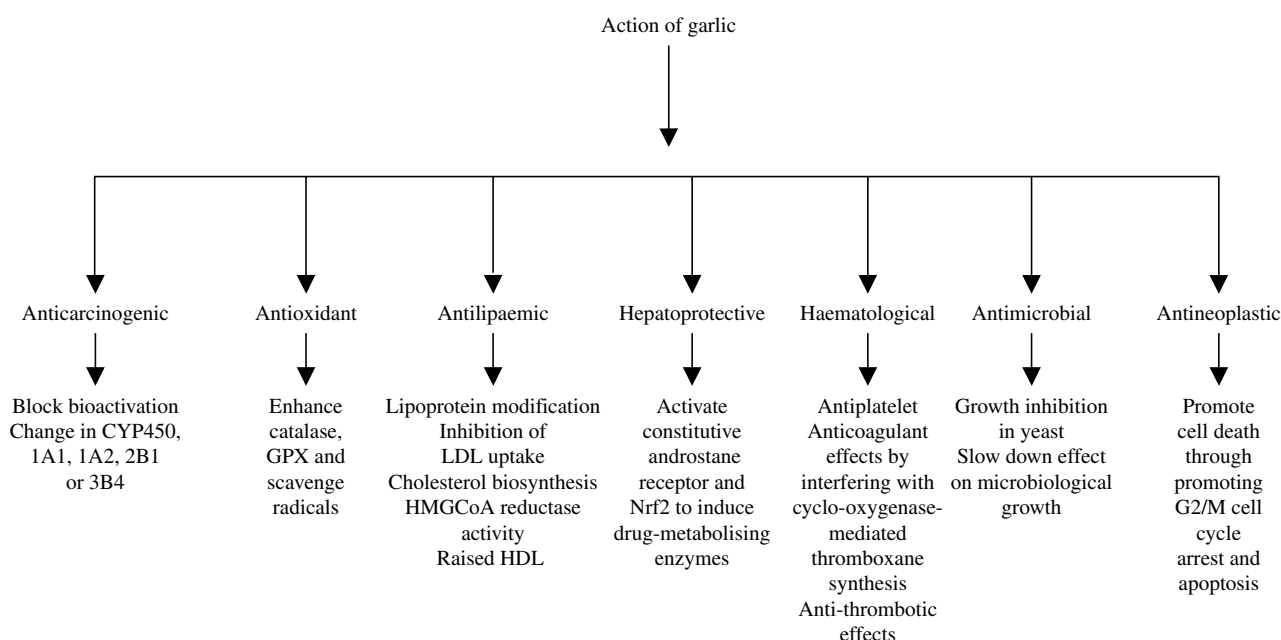 Action of garlic
Anticarcinogenic
Block bioactivation
Change in CYP450,
1A1, 1A2, 2B1
or 3B4
Antioxidant
Enhance
catalase,
GPX and
scavenge
radicals
Antilipaemic
Lipoprotein modification
Inhibition of
LDL uptake
Cholesterol biosynthesis
HMGCoA reductase
activity
Raised HDL
Hepatoprotective
Activate
constitutive
androstane
receptor and
Nrf2 to induce
drug-metabolising
enzymes
Haematological
Antiplatelet
Anticoagulant
effects by
interfering with
cyclo-oxygenase-
mediated
thromboxane
synthesis
Anti-thrombotic
effects
Antimicrobial
Growth inhibition
in yeast
Slow down effect
on microbiological
growth
Antineoplastic
Promote
cell death
through
promoting
G2/M cell
cycle
arrest and
apoptosis